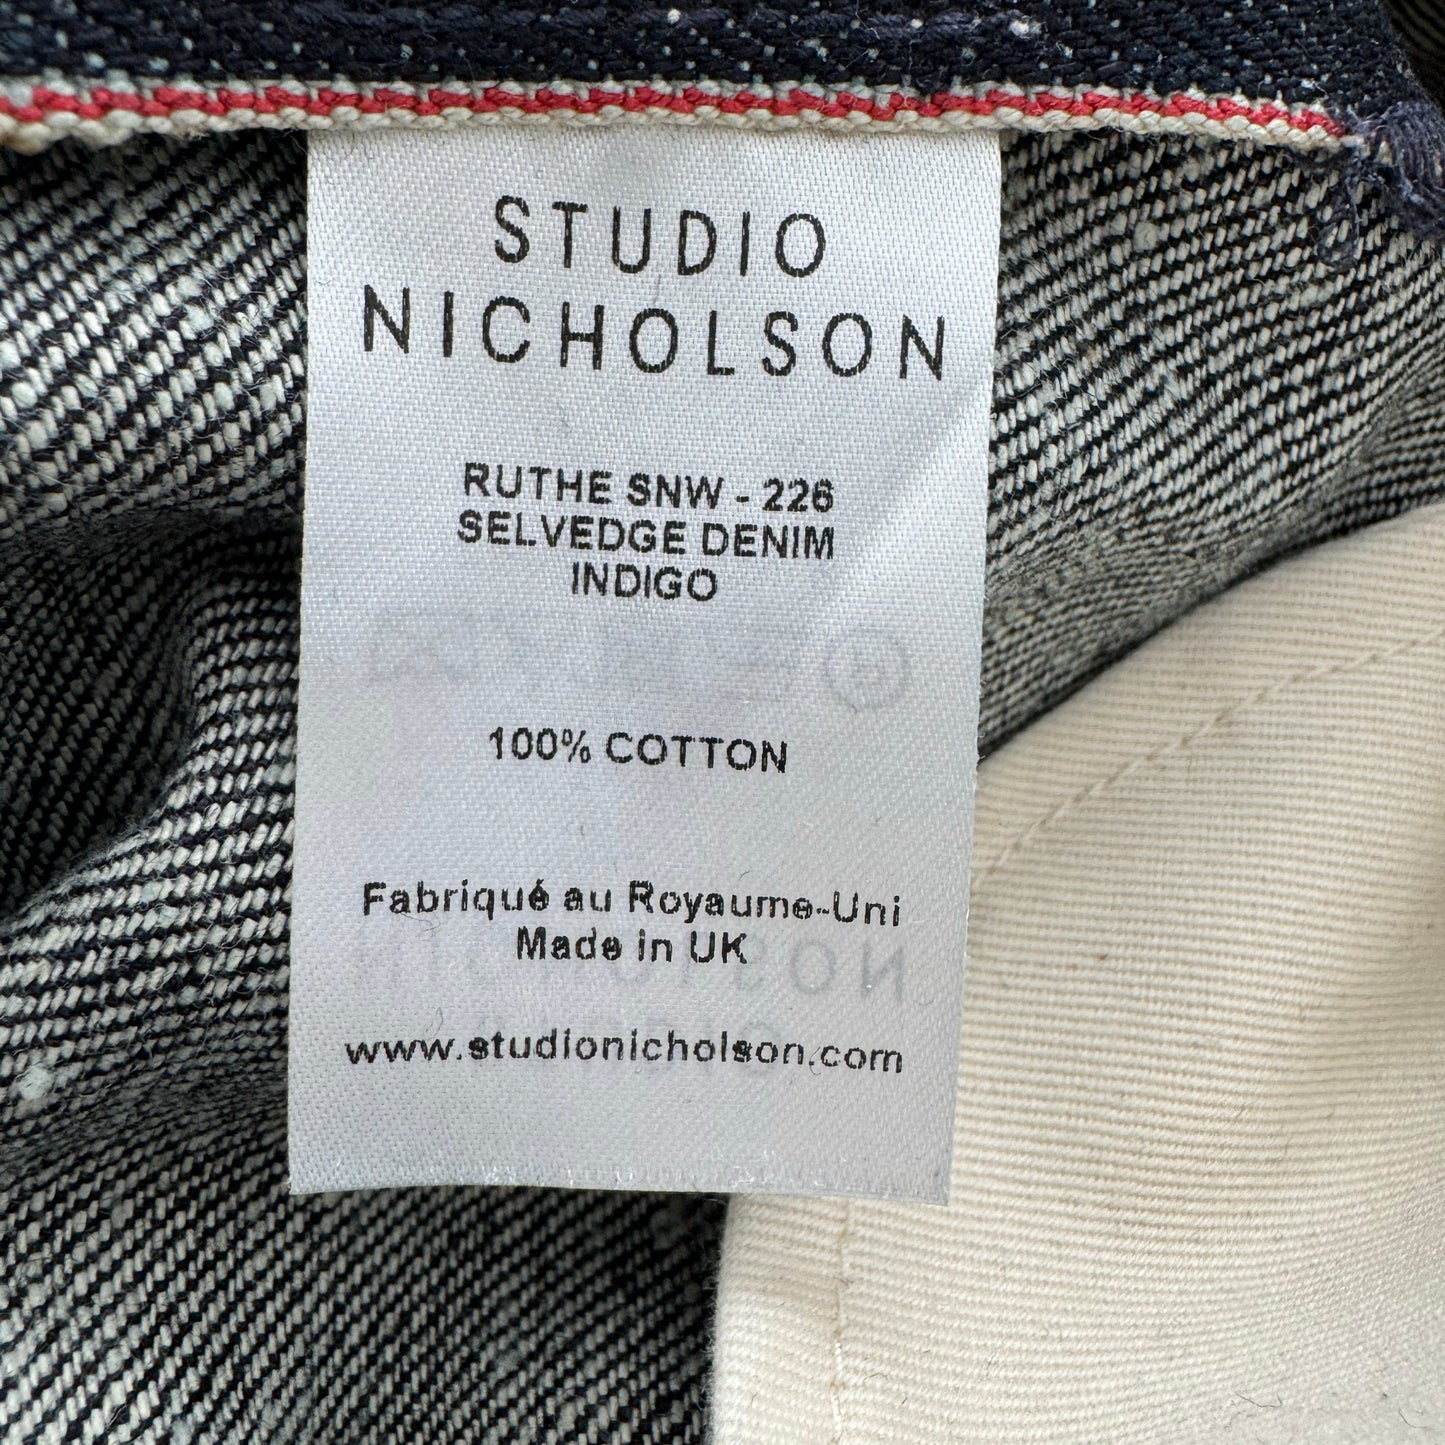 STUDIO
NICHOLSON
RUTHE SNW - 226
SELVEDGE DENIM
INDIGO
100% COTTON
Fabriqué au Royaume-Uni
Made in UK
www.studionicholson.com